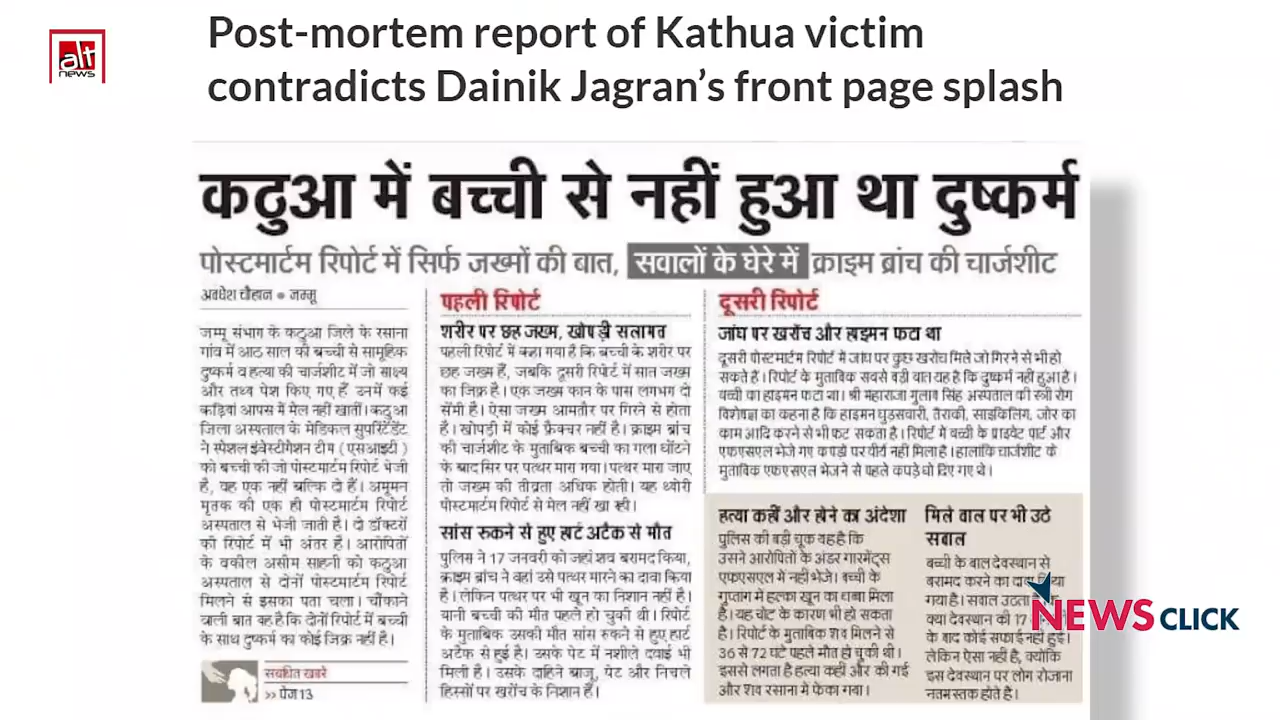 alt
news
Post-mortem report of Kathua victim
contradicts Dainik Jagran’s front page splash
कठुआ में बच्ची से नहीं हुआ था दुष्कर्म
पोस्टमार्टम रिपोर्ट में सिर्फ जख्मों की बात, सवालों के घेरे में क्राइम ब्रांच की चार्जशीट
अवधेश चौहान • जम्मू
जम्मू संभाग के कठुआ जिले के रसाना
गांव में आठ साल की बच्ची से सामूहिक
दुष्कर्म व हत्या की चार्जशीट में जो साक्ष्य
और तथ्य पेश किए गए हैं उनमें कई
कड़ियां आपस में मेल नहीं खातीं। कठुआ
जिला अस्पताल के मेडिकल सुपरिंटेंडेंट
ने स्पेशल इंवेस्टीगेशन टीम (एसआइटी)
को बच्ची की जो पोस्टमार्टम रिपोर्ट भेजी
है, वह एक नहीं बल्कि दो हैं। अमूमन
मृतक की एक ही पोस्टमार्टम रिपोर्ट
अस्पताल से भेजी जाती है। दो डॉक्टरों
की रिपोर्ट में भी अंतर है। आरोपितों
के वकील असीम साहनी को कठुआ
अस्पताल से दोनों पोस्टमार्टम रिपोर्ट
मिलने से इसका पता चला। चौंकाने
वाली बात यह है कि दोनों रिपोर्ट में बच्ची
के साथ दुष्कर्म का कोई जिक्र नहीं है।
संबंधित खबरें
>> पेज 13
पहली रिपोर्ट
शरीर पर छह जख्म, खोपड़ी सलामत
पहली रिपोर्ट में कहा गया है कि बच्ची के शरीर पर
छह जख्म हैं, जबकि दूसरी रिपोर्ट में सात जख्म
का जिक्र है। एक जख्म कान के पास लगभग दो
सेंमी है। ऐसा जख्म आमतौर पर गिरने से होता
है। खोपड़ी में कोई फ्रैक्चर नहीं है। क्राइम ब्रांच
की चार्जशीट के मुताबिक बच्ची का गला घोंटने
के बाद सिर पर पत्थर मारा गया। पत्थर मारा जाए
तो जख्म की तीव्रता अधिक होती। यह थ्योरी
पोस्टमार्टम रिपोर्ट से मेल नहीं खा रही।
सांस रुकने से हुए हार्ट अटैक से मौत
पुलिस ने 17 जनवरी को जहां शव बरामद किया,
क्राइम ब्रांच ने वहां उसे पत्थर मारने का दावा किया
है। लेकिन पत्थर पर भी खून का निशान नहीं है।
यानी बच्ची की मौत पहले हो चुकी थी। रिपोर्ट
के मुताबिक उसकी मौत सांस रुकने से हुए हार्ट
अटैक से हुई है। उसके पेट में नशीले दवाई भी
मिली है। उसके दाहिने बाजू, पेट और निचले
हिस्सों पर खरोंच के निशान हैं।
दूसरी रिपोर्ट
जांघ पर खरोंच और हाइमन फटा था
दूसरी पोस्टमार्टम रिपोर्ट में जांघ पर कुछ खरोंच मिले जो गिरने से भी हो
सकते हैं। रिपोर्ट के मुताबिक सबसे बड़ी बात यह है कि दुष्कर्म नहीं हुआ है।
बच्ची का हाइमन फटा था। श्री महाराजा गुलाब सिंह अस्पताल की स्त्री रोग
विशेषज्ञ का कहना है कि हाइमन घुड़सवारी, तैराकी, साइकिलिंग, जोर का
काम आदि करने से भी फट सकता है। रिपोर्ट में बच्ची के प्राइवेट पार्ट और
एफएसएल भेजे गए कपड़ों पर वीर्य नहीं मिला है। हालांकि चार्जशीट के
मुताबिक एफएसएल भेजने से पहले कपड़े धो दिए गए थे।
हत्या कहीं और होने का अंदेशा
पुलिस की बड़ी चूक यह है कि
उसने आरोपितों के अंडर गारमेंट्स
एफएसएल में नहीं भेजे। बच्ची के
गुप्तांग में हल्का खून का धब्बा मिला
है। यह चोट के कारण भी हो सकता
है। रिपोर्ट के मुताबिक शव मिलने से
36 से 72 घंटे पहले मौत हो चुकी थी।
इससे लगता है हत्या कहीं और की गई
और शव रसाना में फेंका गया।
मिले बाल पर भी उठे
सवाल
बच्ची के बाल देवस्थान से
बरामद करने का दावा किया
गया है। सवाल उठता है
क्या देवस्थान की 17
के बाद कोई सफाई नहीं हुई।
लेकिन ऐसा नहीं है, क्योंकि
इस देवस्थान पर लोग रोजाना
नतमस्तक होते हैं।
NEWSCLICK